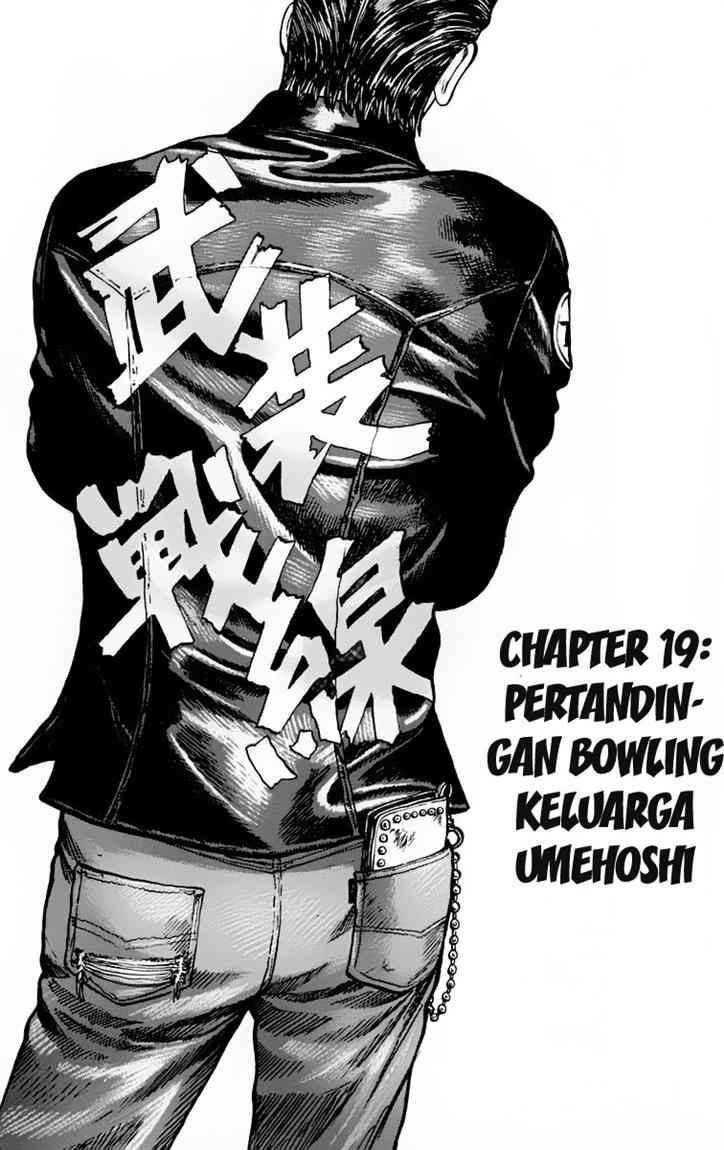 武装
戦線
CHAPTER 19:
PERTANDIN-
GAN BOWLING
KELUARGA
UMEHOSHI